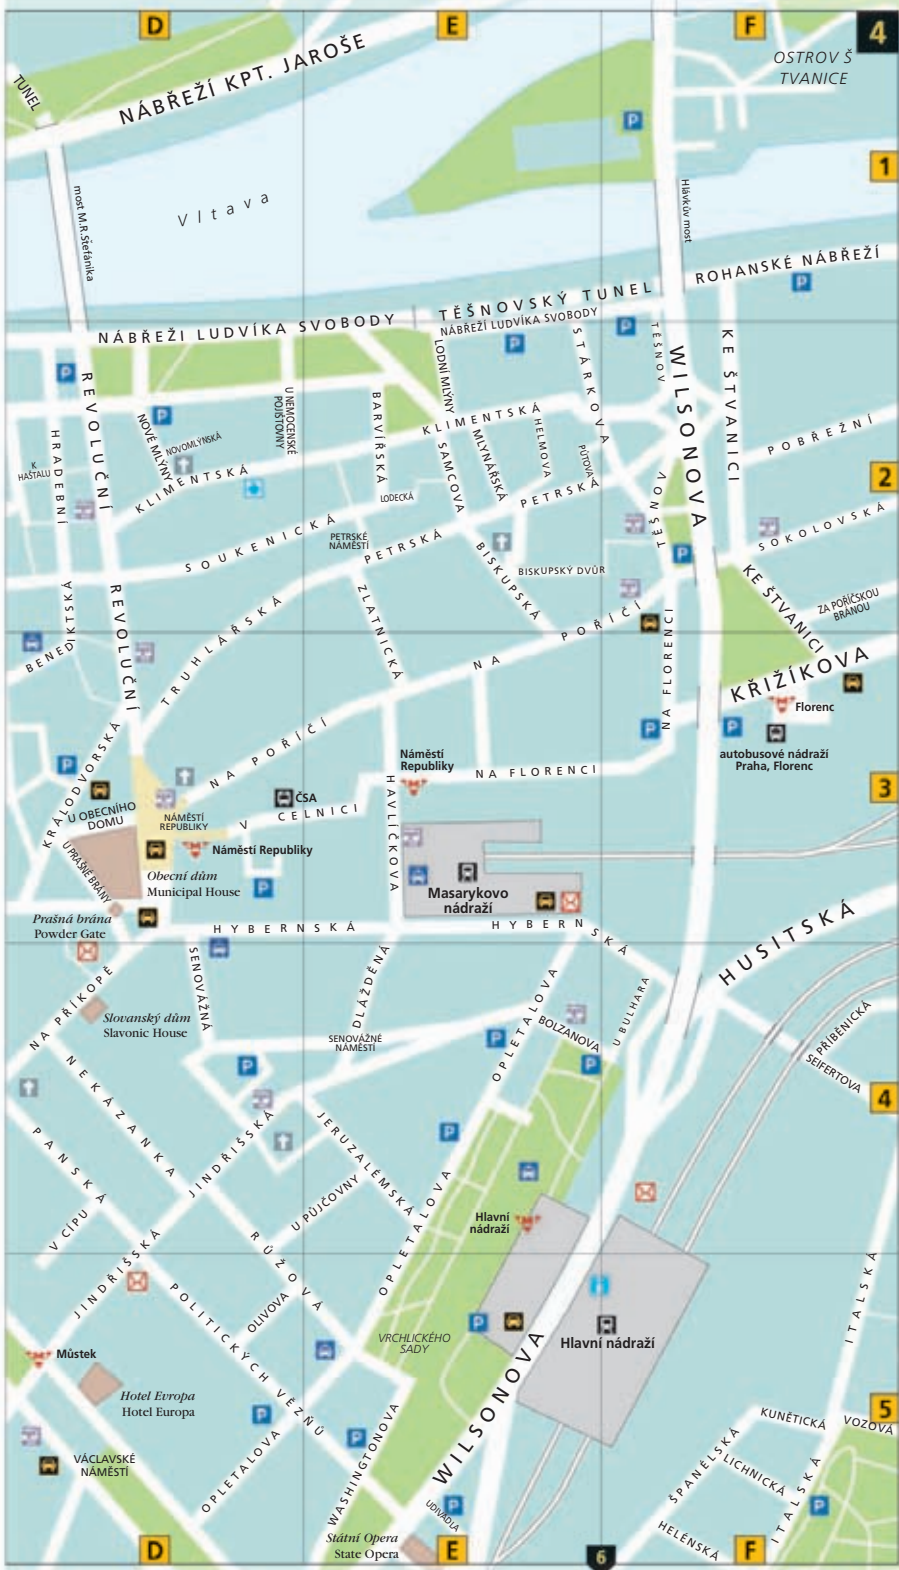 D
E
F
4
OSTROV Š
TVANICE
TUNEL
NÁBŘEŽÍ KPT. JAROŠE
P
1
Vltava
most M.R.Štefánika
Hlávkův most
ROHANSKÉ NÁBŘEŽÍ
P
TĚŠNOVSKÝ TUNEL
NÁBŘEŽI LUDVÍKA SVOBODY
NÁBŘEŽÍ LUDVÍKA SVOBODY
P
P
P
TĚŠNOV
STÁRKOVA
LODNÍ MLÝNY
WILSONOVA
KE ŠTVANICI
REVOLUČNÍ
P
NOVÉ MLÝNY
NOVOMLÝNSKÁ
U NEMOCENSKÉ
POJIŠŤOVNY
BARVÍŘSKÁ
KLIMENTSKÁ
HELMOVA
PŮTOVA
MLYNÁŘSKÁ
SAMCOVA
POBŘEŽNÍ
HRADEBNÍ
K
HAŠTALU
KLIMENTSKÁ
LODECKÁ
PETRSKÁ
TĚŠNOV
2
SOUKENICKÁ
PETRSKÉ
NÁMĚSTÍ
PETRSKÁ
SOKOLOVSKÁ
P
BISKUPSKÁ
BISKUPSKÝ DVŮR
KE ŠTVANICI
ZA POŘÍČSKOU
BRANOU
BENEDIKTSKÁ
REVOLUČNÍ
TRUHLÁŘSKÁ
ZLATNICKÁ
NA POŘÍČÍ
NA FLORENCI
KŘIŽÍKOVA
Florenc
P
P
autobusové nádraží
Praha, Florenc
KRÁLODVORSKÁ
P
NA POŘÍČÍ
Náměstí
Republiky
NA FLORENCI
3
ČSA
U OBECNÍHO
DOMU
NÁMĚSTÍ
REPUBLIKY
V CELNICI
HAVLÍČKOVA
Náměstí Republiky
U PRAŠNÉ BRÁNY
Obecní dům
Municipal House
P
Masarykovo
nádraží
Prašná brána
Powder Gate
HYBERNSKÁ
HYBERNSKÁ
HUSITSKÁ
SENOVÁŽNÁ
DLÁŽDĚNÁ
NA PŘÍKOPĚ
Slovanský dům
Slavonic House
OPLETALOVA
U BULHARA
BOLZANOVA
SENOVÁŽNÉ
NÁMĚSTÍ
P
P
P
PŘÍBĚNICKÁ
SEIFERTOVA
4
NEKÁZANKA
PANSKÁ
JINDŘIŠSKÁ
JERUZALÉMSKÁ
P
U PŮJČOVNY
OPLETALOVA
V CÍPU
Hlavní
nádraží
JINDŘIŠSKÁ
RŮŽOVÁ
POLITICKÝCH VĚZŇŮ
OLIVOVA
P
VRCHLICKÉHO
SADY
Hlavní nádraží
ITALSKÁ
Můstek
WILSONOVA
Hotel Evropa
Hotel Europa
P
P
WASHINGTONOVA
KUNĚTICKÁ
VOZOVÁ
5
VÁCLAVSKÉ
NÁMĚSTÍ
OPLETALOVA
ŠPANĚLSKÁ
LICHNICKÁ
ITALSKÁ
P
P
U DIVADLA
Státní Opera
State Opera
HELÉNSKÁ
D
E
6
F